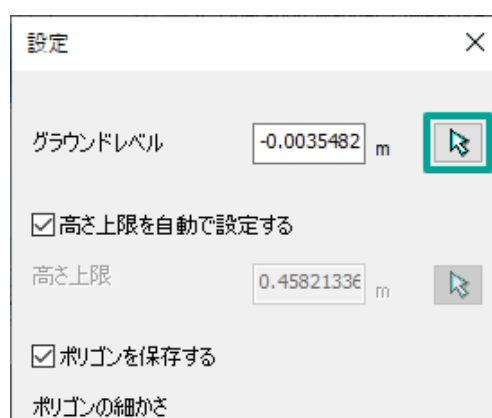 設定
グラウンドレベル -0.0035482 m
高さ上限を自動で設定する
高さ上限 0.45821336 m
ポリゴンを保存する
ポリゴンの細かさ